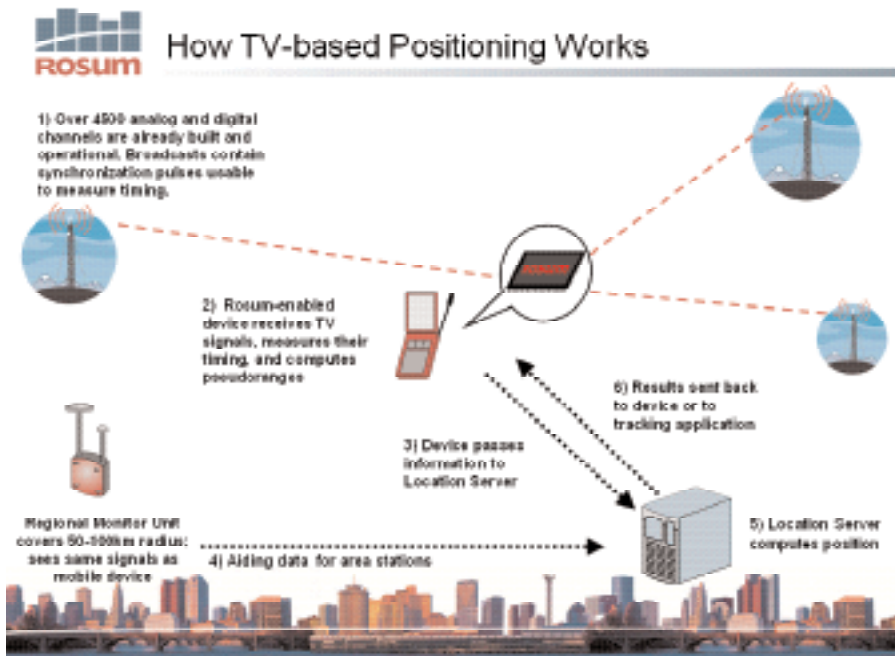 ROSUM
How TV-based Positioning Works
1) Over 4500 analog and digital
channels are already built and
operational. Broadcasts contain
synchronization pulses usable
to measure timing.
ROSUM
2) Rosum-enabled
device receives TV
signals, measures their
timing, and computes
pseudoranges
6) Results sent back
to device or to
tracking application
3) Device passes
information to
Location Server
Regional Monitor Unit
covers 50-100km radius:
sees same signals as
mobile device
4) Aiding data for area stations
5) Location Server
computes position